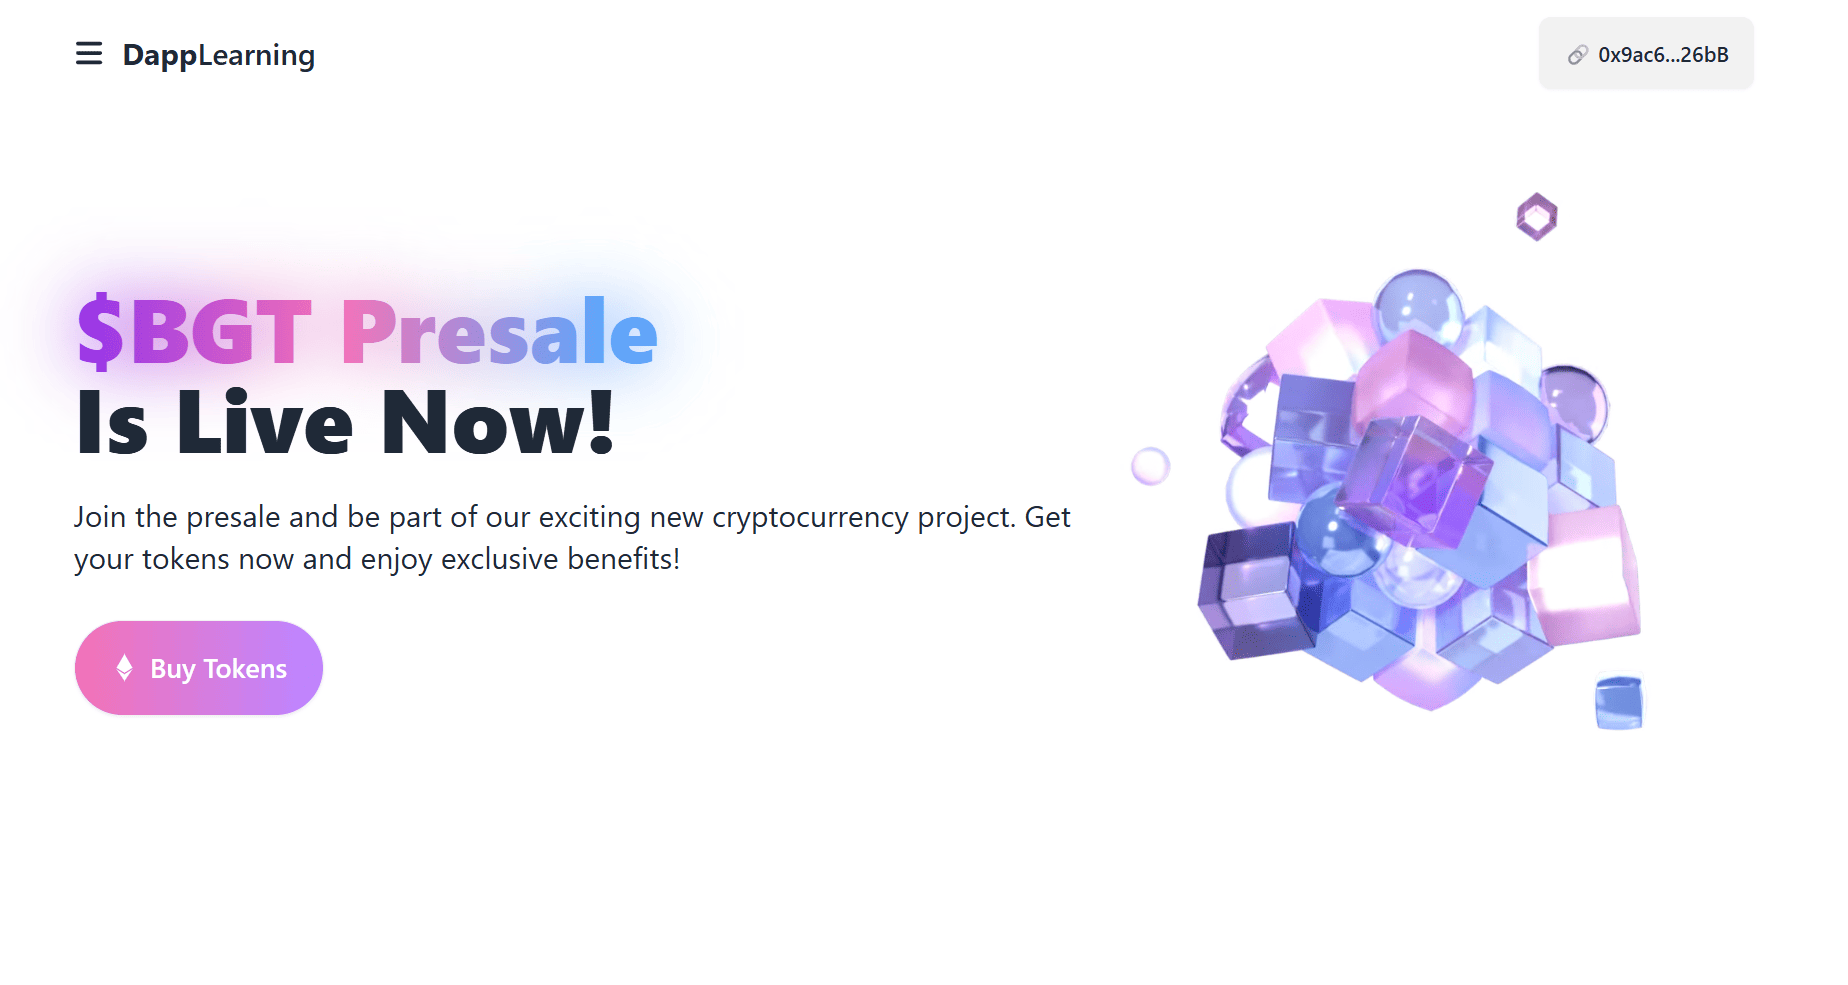 DappLearning
0x9ac6...26bB
$BGT Presale
Is Live Now!
Join the presale and be part of our exciting new cryptocurrency project. Get
your tokens now and enjoy exclusive benefits!
Buy Tokens